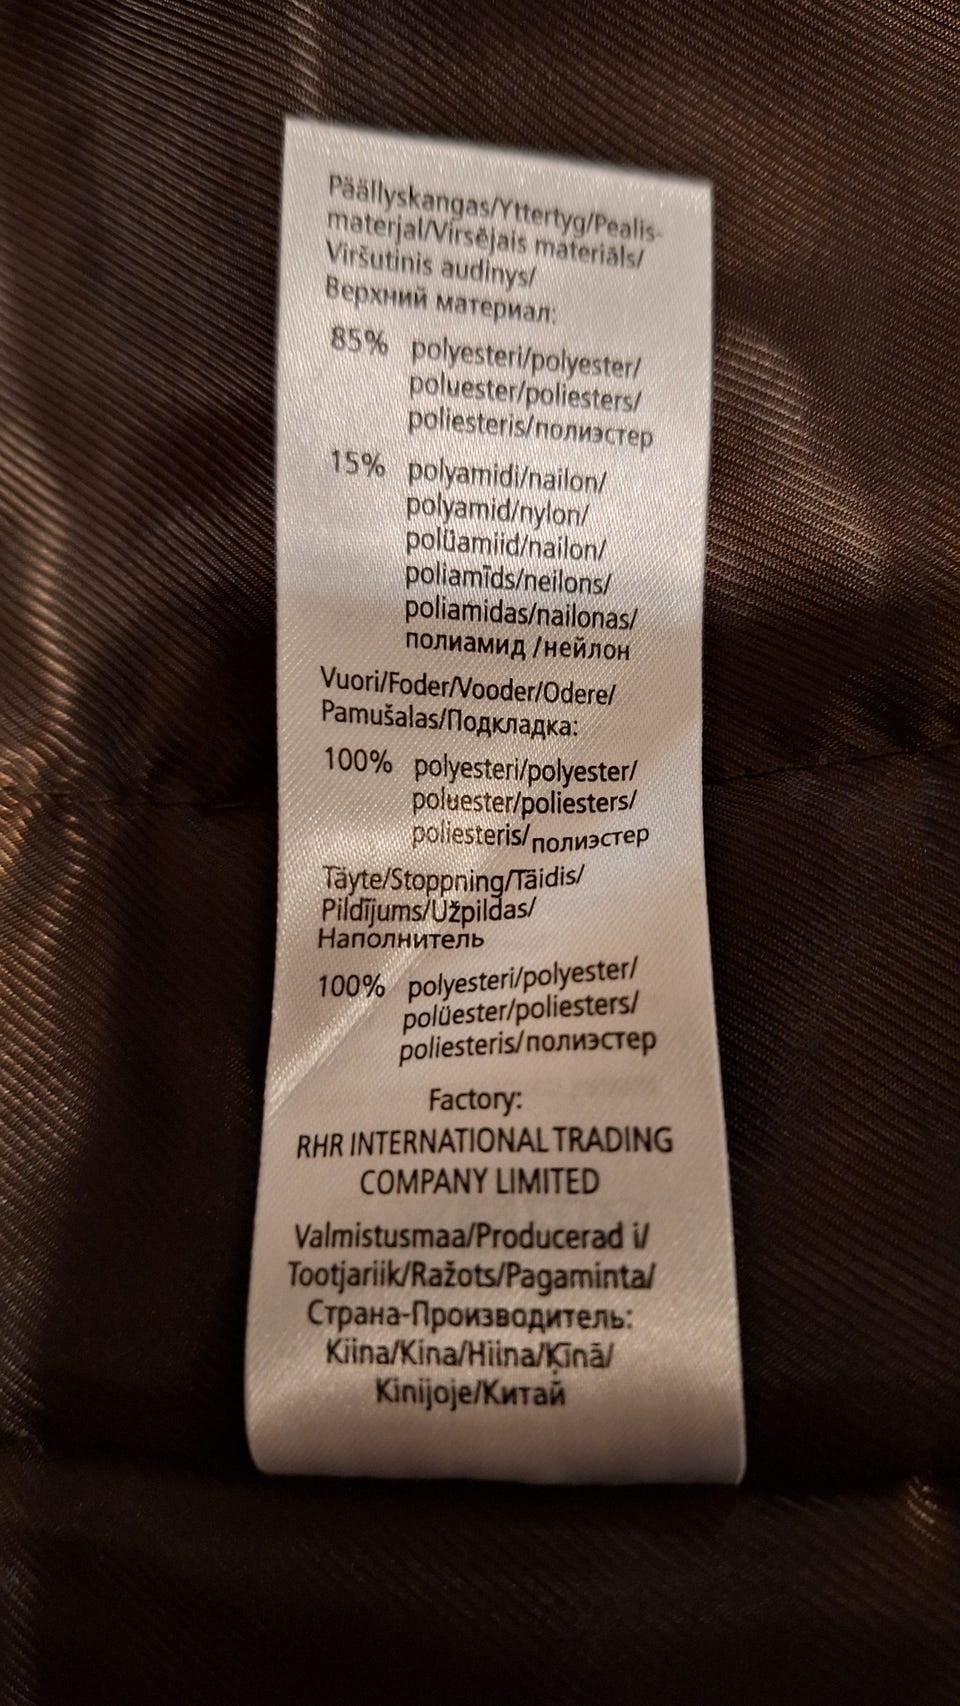 Päällyskangas/Yttertyg/Pealis-
materjal/Virsējais materiāls/
Viršutinis audinys/
Верхний материал:
85% polyesteri/polyester/
poluester/poliesters/
poliesteris/полиэстер
15% polyamidi/nailon/
polyamid/nylon/
polüamiid/nailon/
poliamīds/neilons/
poliamidas/nailonas/
полиамид /нейлон
Vuori/Foder/Vooder/Odere/
Pamušalas/Подкладка:
100% polyesteri/polyester/
poluester/poliesters/
poliesteris/полиэстер
Täyte/Stoppning/Täidis/
Pildījums/Užpildas/
Наполнитель
100% polyesteri/polyester/
polüester/poliesters/
poliesteris/полиэстер
Factory:
RHR INTERNATIONAL TRADING
COMPANY LIMITED
Valmistusmaa/Producerad i/
Tootjariik/Ražots/Pagaminta/
Страна-Производитель:
Kiina/Kina/Hiina/Ķīnā/
Kinijoje/Китай